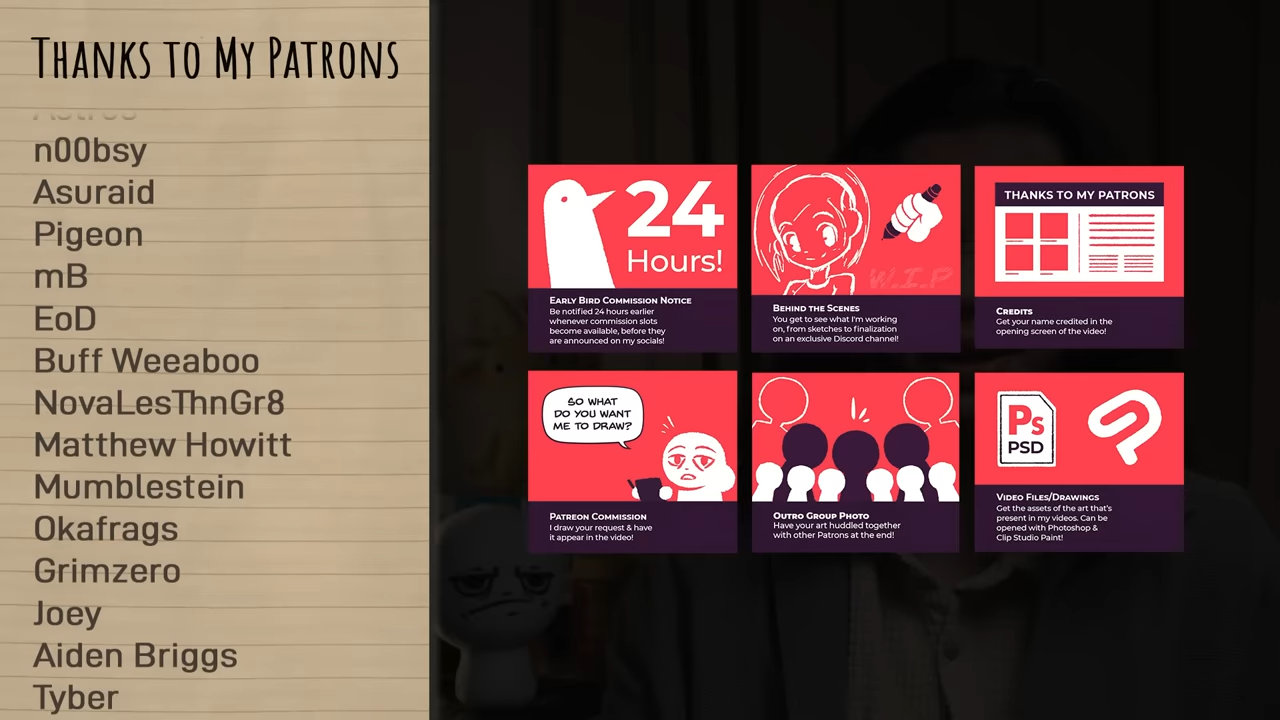 Thanks to My Patrons
n00bsy
Asuraid
Pigeon
mB
EoD
Buff Weeaboo
NovaLesThnGr8
Matthew Howitt
Mumblestein
Okafrags
Grimzero
Joey
Aiden Briggs
Tyber
24
Hours!
Early Bird Commission Notice
Be notified 24 hours earlier
whenever commission slots
become available, before they
are announced on my socials!
W.I.P
Behind the Scenes
You get to see what I'm working
on, from sketches to finalization
on an exclusive Discord channel!
THANKS TO MY PATRONS
Credits
Get your name credited in the
opening screen of the video!
SO WHAT
DO YOU WANT
ME TO DRAW?
Patreon Commission
I draw your request & have
it appear in the video!
Outro Group Photo
Have your art huddled together
with other Patrons at the end!
Ps
PSD
Video Files/Drawings
Get the assets of the art that's
present in my videos. Can be
opened with Photoshop &
Clip Studio Paint!